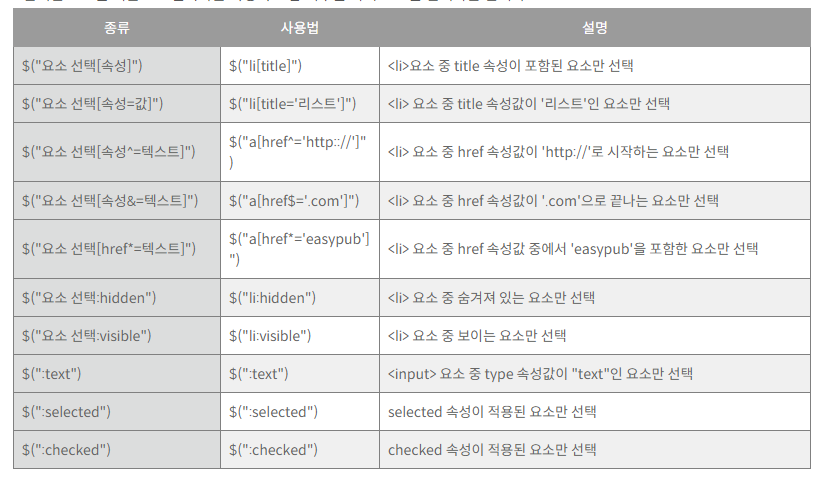 종류 사용법 설명
$("요소 선택[속성]") $("li[title]") <li>요소 중 title 속성이 포함된 요소만 선택
$("요소 선택[속성=값]") $("li[title='리스트']") <li> 요소 중 title 속성값이 '리스트'인 요소만 선택
$("요소 선택[속성^=텍스트]") $("a[href^='http:://']"
) <li> 요소 중 href 속성값이 'http://'로 시작하는 요소만 선택
$("요소 선택[속성&=텍스트]") $("a[href$='.com']") <li> 요소 중 href 속성값이 '.com'으로 끝나는 요소만 선택
$("요소 선택[href*=텍스트]") $("a[href*='easypub']
") <li> 요소 중 href 속성값 중에서 'easypub'을 포함한 요소만 선택
$("요소 선택:hidden") $("li:hidden") <li> 요소 중 숨겨져 있는 요소만 선택
$("요소 선택:visible") $("li:visible") <li> 요소 중 보이는 요소만 선택
$(":text") $(":text") <input> 요소 중 type 속성값이 "text"인 요소만 선택
$(":selected") $(":selected") selected 속성이 적용된 요소만 선택
$(":checked") $(":checked") checked 속성이 적용된 요소만 선택